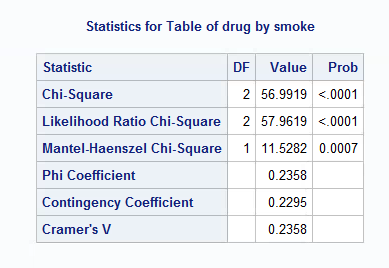 Statistics for Table of drug by smoke
Statistic DF Value Prob
Chi-Square 2 56.9919 <.0001
Likelihood Ratio Chi-Square 2 57.9619 <.0001
Mantel-Haenszel Chi-Square 1 11.5282 0.0007
Phi Coefficient 0.2358
Contingency Coefficient 0.2295
Cramer's V 0.2358